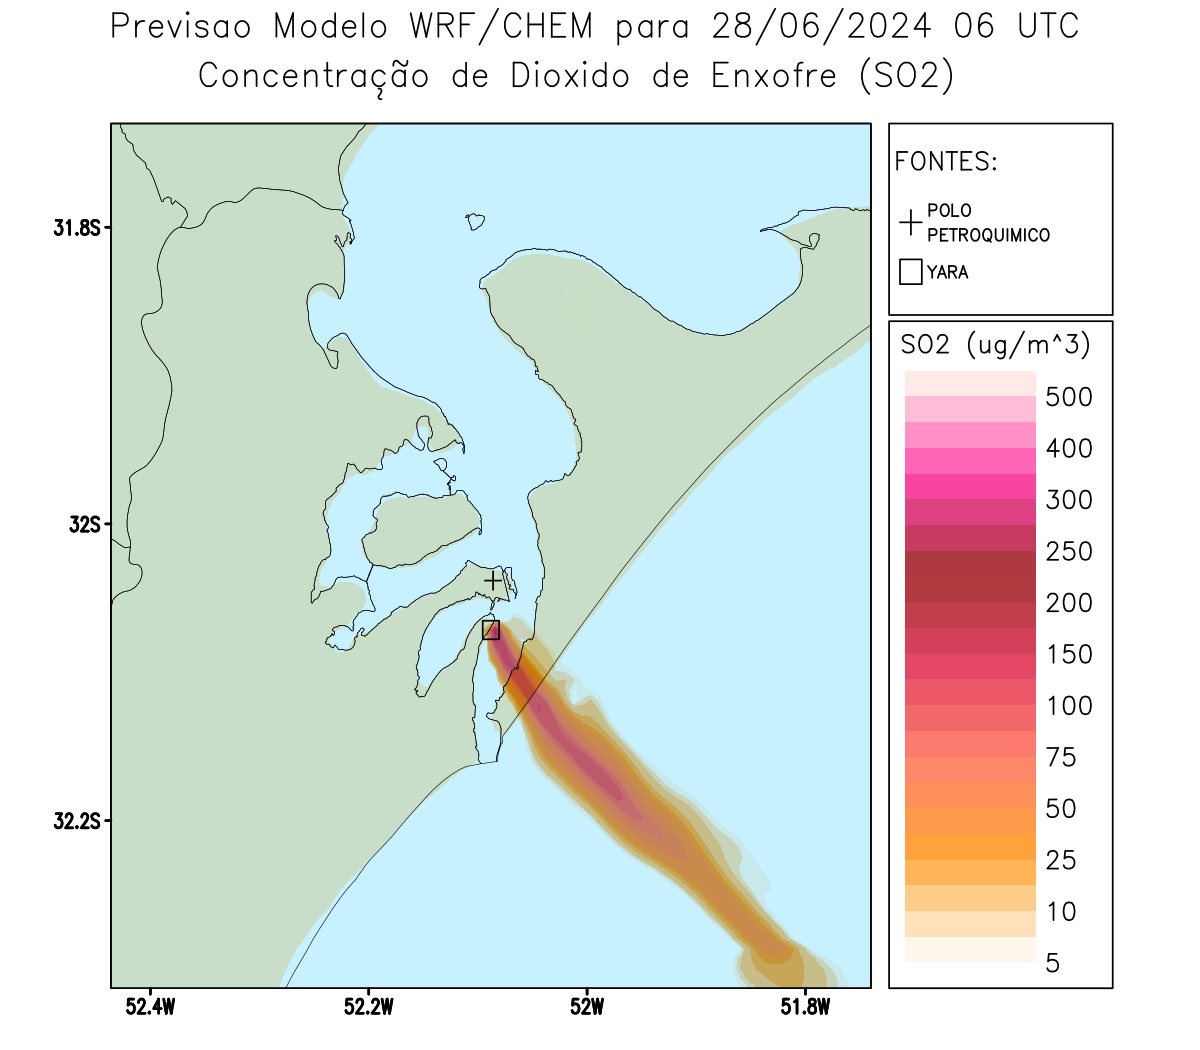 Previsao Modelo WRF/CHEM para 28/06/2024 06 UTC
Concentração de Dioxido de Enxofre (SO2)
FONTES:
POLO
PETROQUIMICO
YARA
SO2 (ug/m^3)
500
400
300
250
200
150
100
75
50
25
10
5
31.8S
32S
32.2S
52.4W
52.2W
52W
51.8W